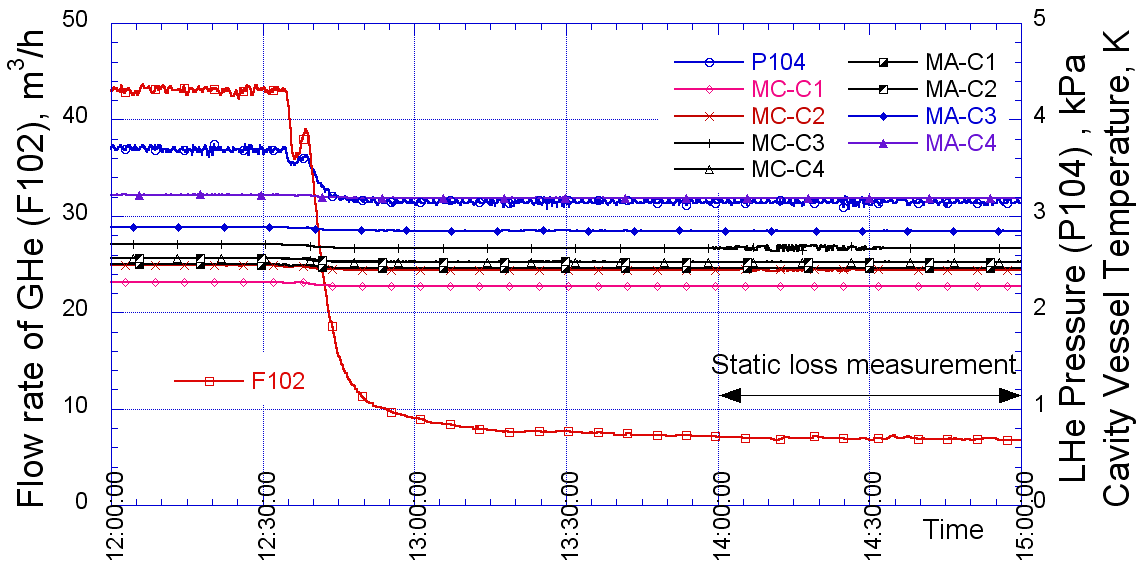 Flow rate of GHe (F102), m³/h
50
40
30
20
10
0
5
4
3
2
1
0
LHe Pressure (P104) , kPa
Cavity Vessel Temperature, K
P104
MC-C1
MC-C2
MC-C3
MC-C4
MA-C1
MA-C2
MA-C3
MA-C4
F102
Static loss measurement
Time
12:00:00
12:30:00
13:00:00
13:30:00
14:00:00
14:30:00
15:00:00